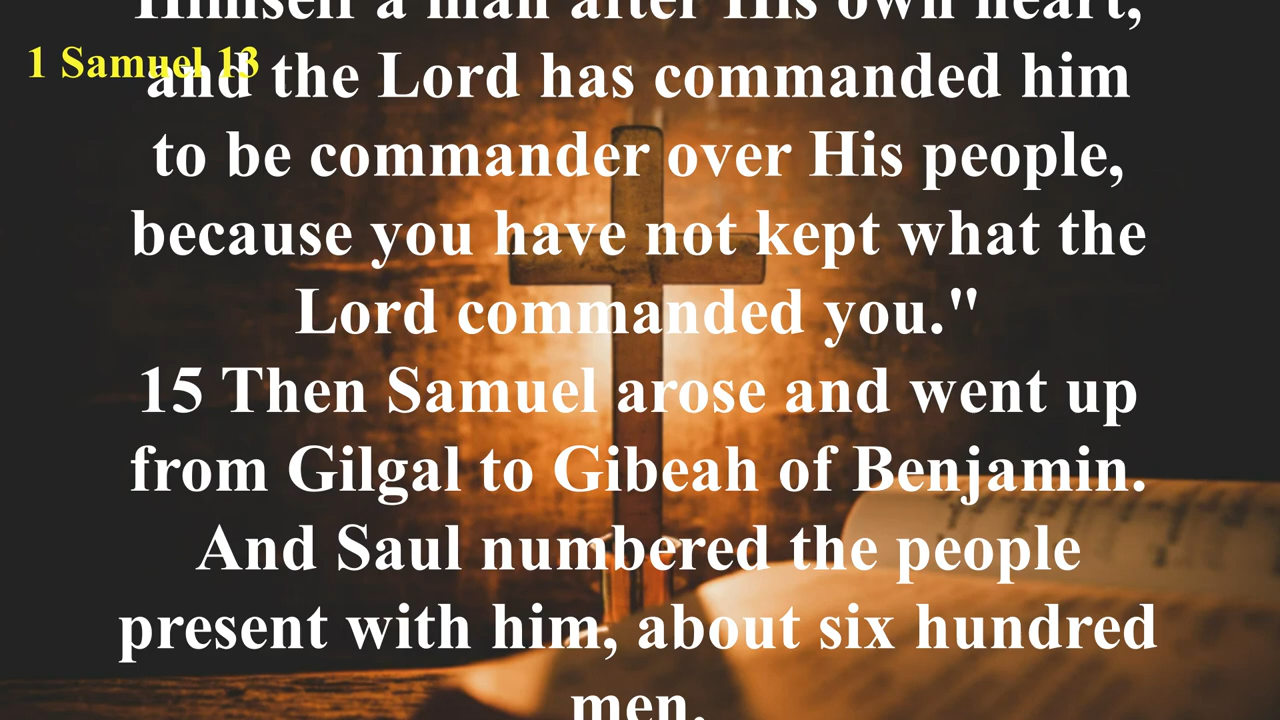 Himself a man after His own heart,
1 Samuel 13
and the Lord has commanded him
to be commander over His people,
because you have not kept what the
Lord commanded you."
15 Then Samuel arose and went up
from Gilgal to Gibeah of Benjamin.
And Saul numbered the people
present with him, about six hundred
men.